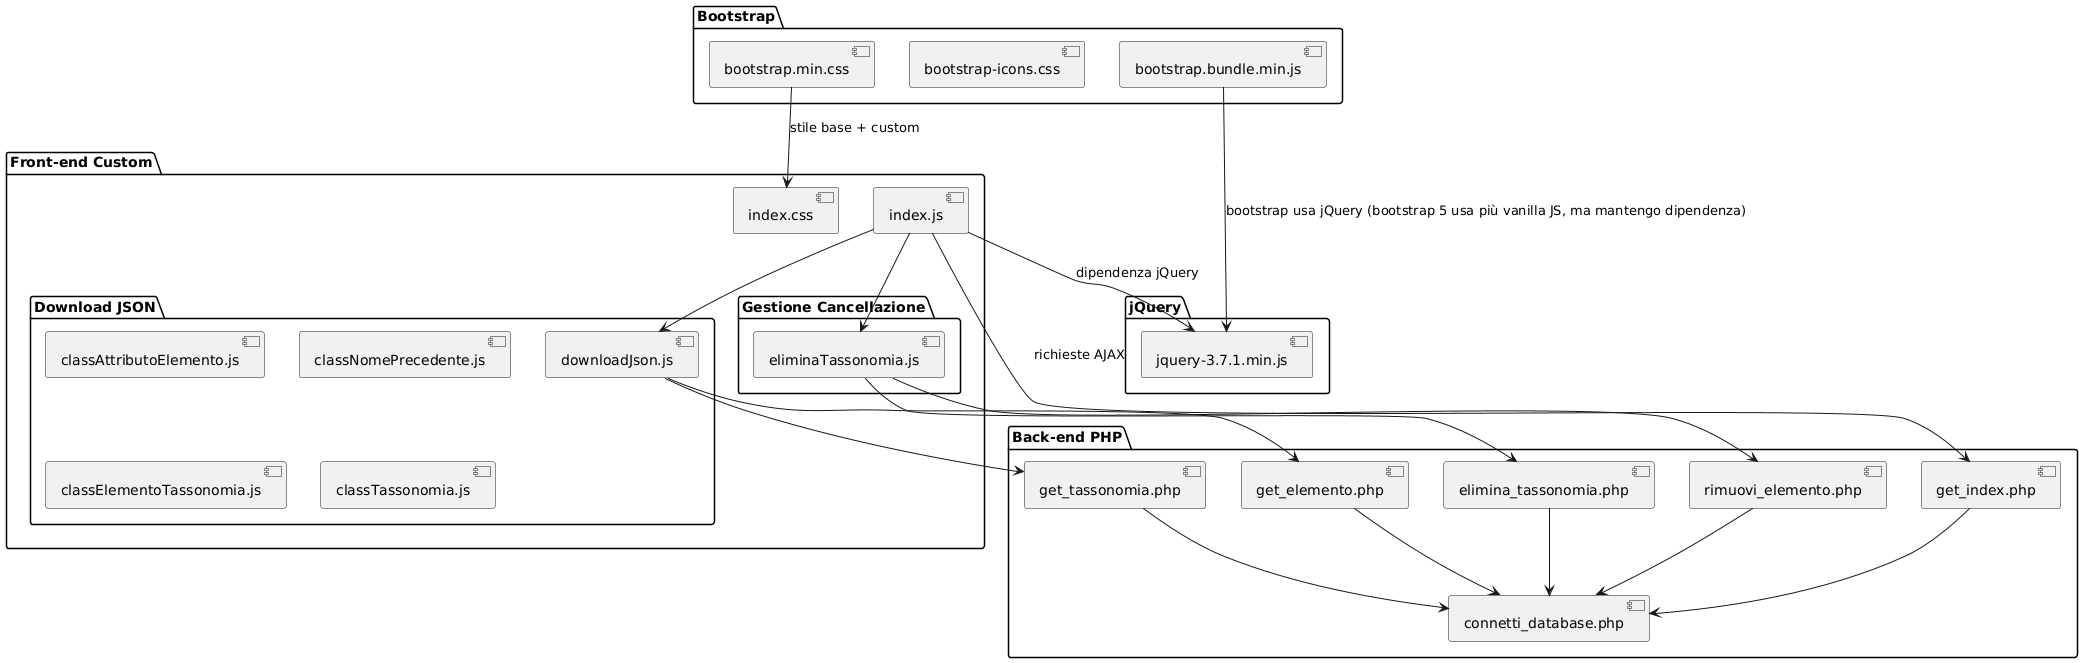 Bootstrap
bootstrap.min.css
bootstrap-icons.css
bootstrap.bundle.min.js
stile base + custom
Front-end Custom
index.css
index.js
bootstrap usa jQuery (bootstrap 5 usa più vanilla JS, ma mantengo dipendenza)
dipendenza jQuery
Download JSON
Gestione Cancellazione
jQuery
classAttributoElemento.js
classNomePrecedente.js
downloadJson.js
eliminaTassonomia.js
richieste AJAX
jquery-3.7.1.min.js
Back-end PHP
classElementoTassonomia.js
classTassonomia.js
get_tassonomia.php
get_elemento.php
elimina_tassonomia.php
rimuovi_elemento.php
get_index.php
connetti_database.php